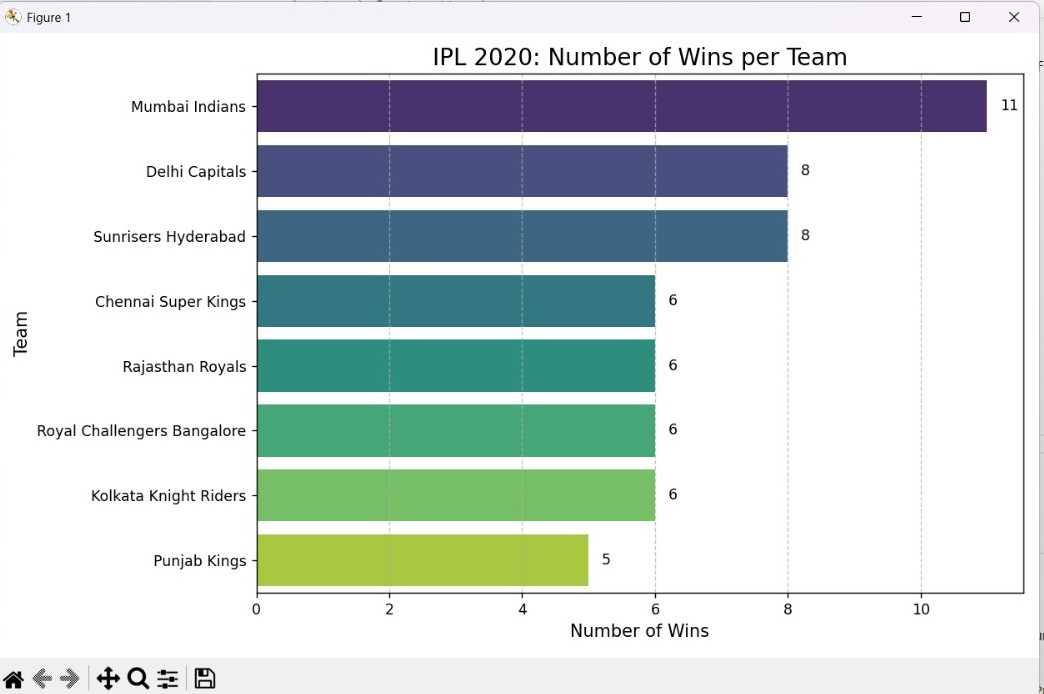 Figure 1
IPL 2020: Number of Wins per Team
Mumbai Indians 11
Delhi Capitals 8
Sunrisers Hyderabad 8
Chennai Super Kings 6
Rajasthan Royals 6
Royal Challengers Bangalore 6
Kolkata Knight Riders 6
Punjab Kings 5
Team
0 2 4 6 8 10
Number of Wins